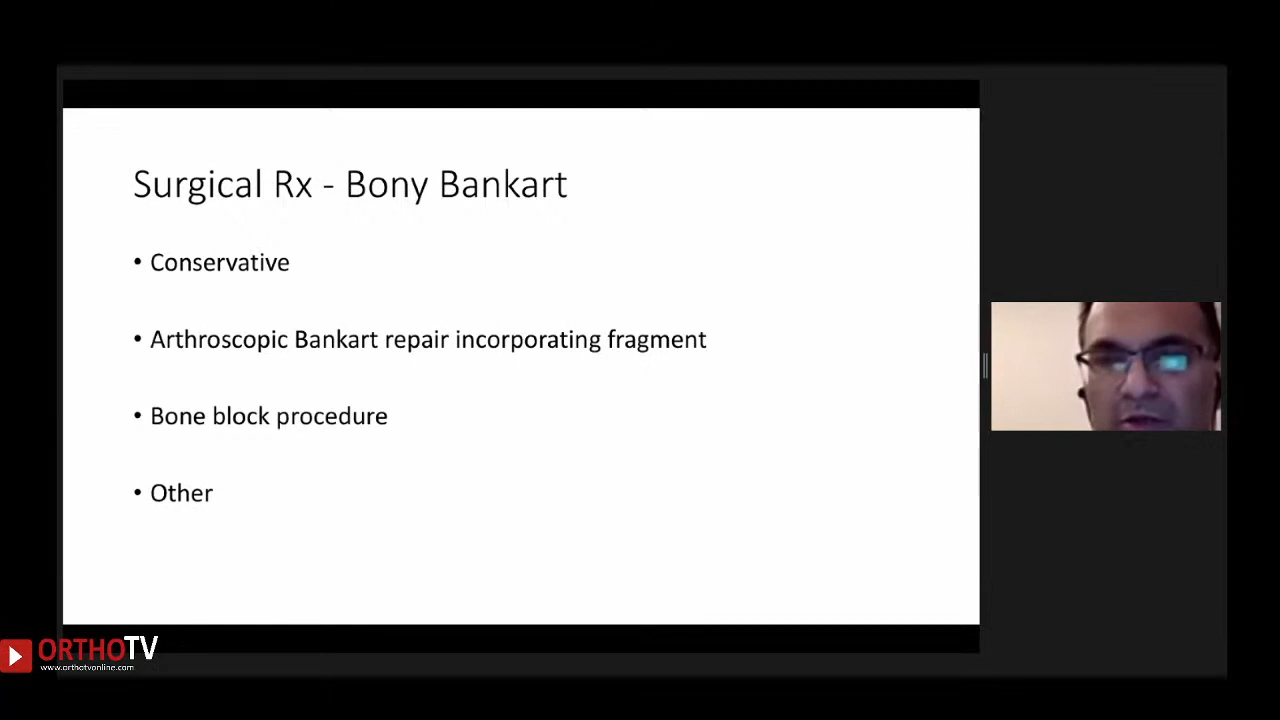 Surgical Rx - Bony Bankart
• Conservative
• Arthroscopic Bankart repair incorporating fragment
• Bone block procedure
• Other
ORTHOTV
www.orthotvonline.com